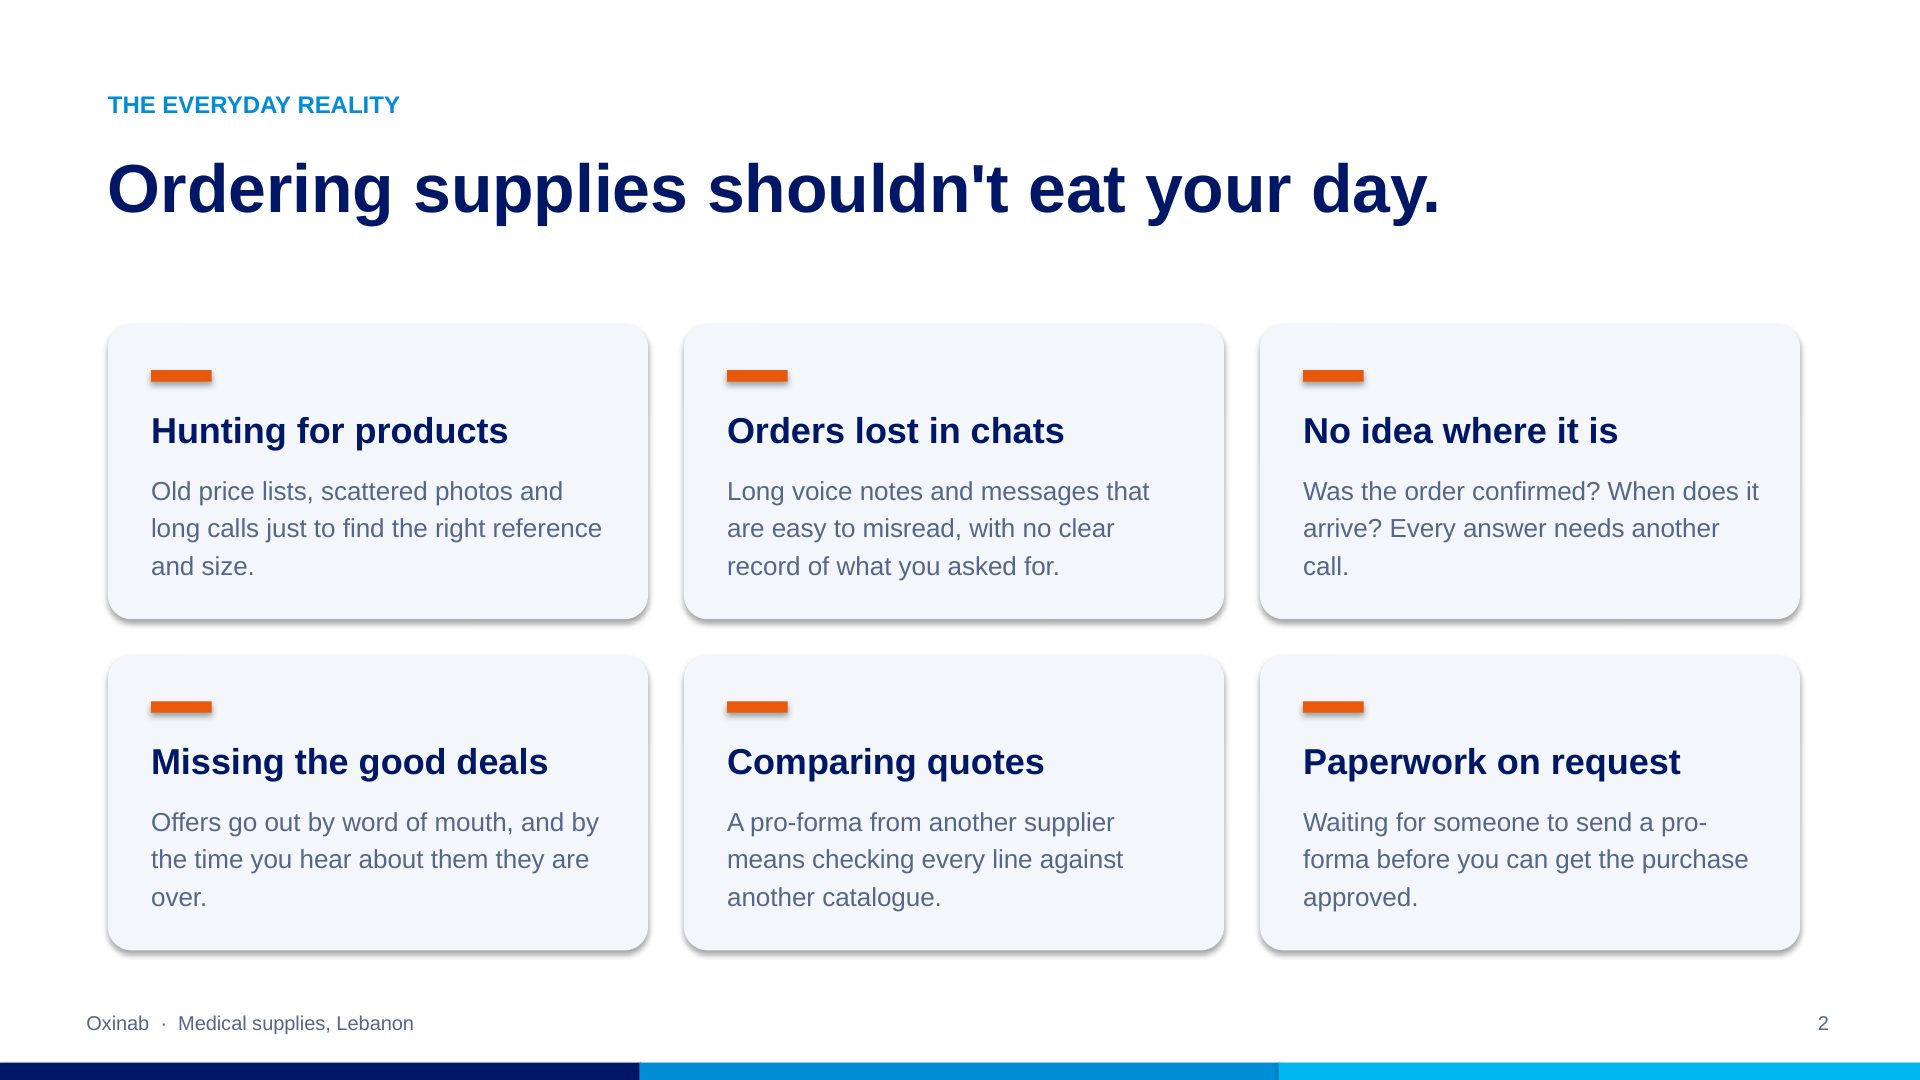 THE EVERYDAY REALITY
Ordering supplies shouldn't eat your day.
Hunting for products
Old price lists, scattered photos and
long calls just to find the right reference
and size.
Orders lost in chats
Long voice notes and messages that
are easy to misread, with no clear
record of what you asked for.
No idea where it is
Was the order confirmed? When does it
arrive? Every answer needs another
call.
Missing the good deals
Offers go out by word of mouth, and by
the time you hear about them they are
over.
Comparing quotes
A pro-forma from another supplier
means checking every line against
another catalogue.
Paperwork on request
Waiting for someone to send a pro-
forma before you can get the purchase
approved.
Oxinab · Medical supplies, Lebanon
2